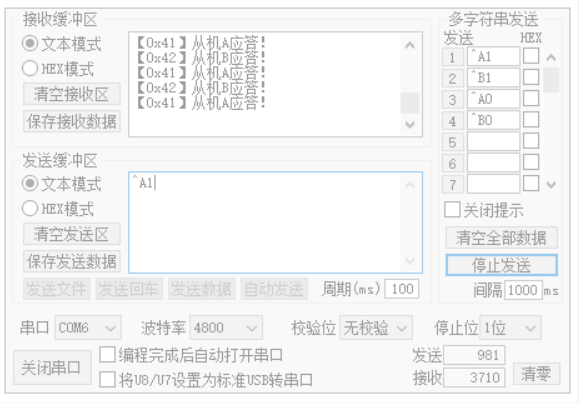 接收缓冲区
文本模式
HEX模式
清空接收区
保存接收数据
【0x41】从机A应答!
【0x42】从机B应答!
【0x41】从机A应答!
【0x42】从机B应答!
【0x41】从机A应答!
多字符串发送
发送 HEX
1 ^A1
2 ^B1
3 ^A0
4 ^B0
5
6
7
关闭提示
清空全部数据
停止发送
间隔 1000 ms
发送缓冲区
文本模式
HEX模式
清空发送区
保存发送数据
^A1
发送文件 发送回车 发送数据 自动发送 周期(ms) 100
串口 COM6 波特率 4800 校验位 无校验 停止位 1位
关闭串口
编程完成后自动打开串口
将U8/U7设置为标准USB转串口
发送 981
接收 3710
清零